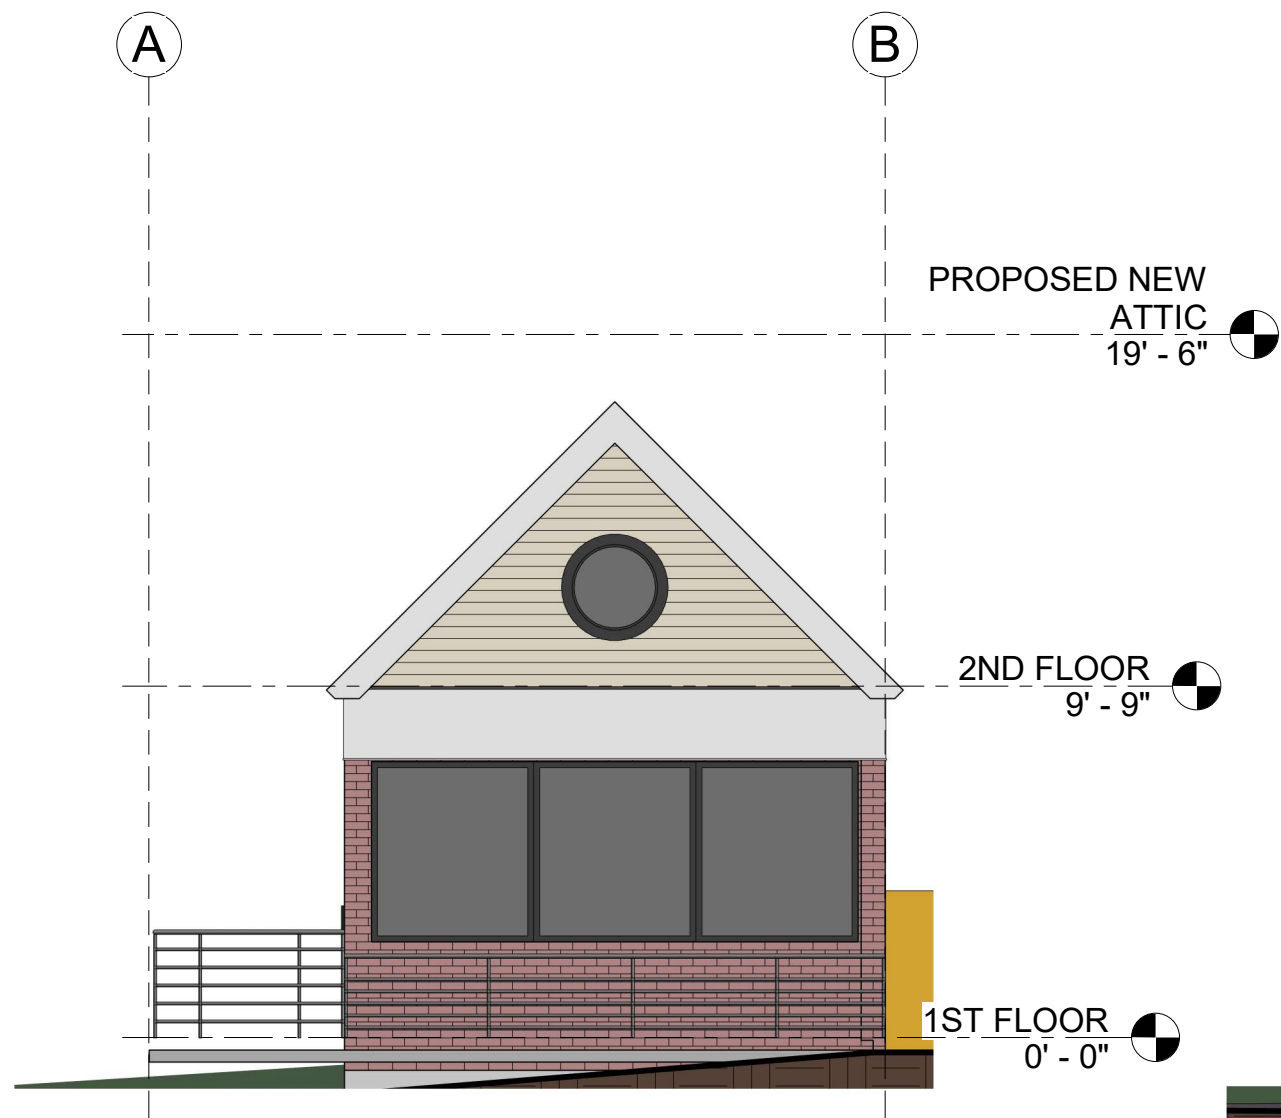 A
B
PROPOSED NEW
ATTIC
19' - 6"
2ND FLOOR
9' - 9"
1ST FLOOR
0' - 0"